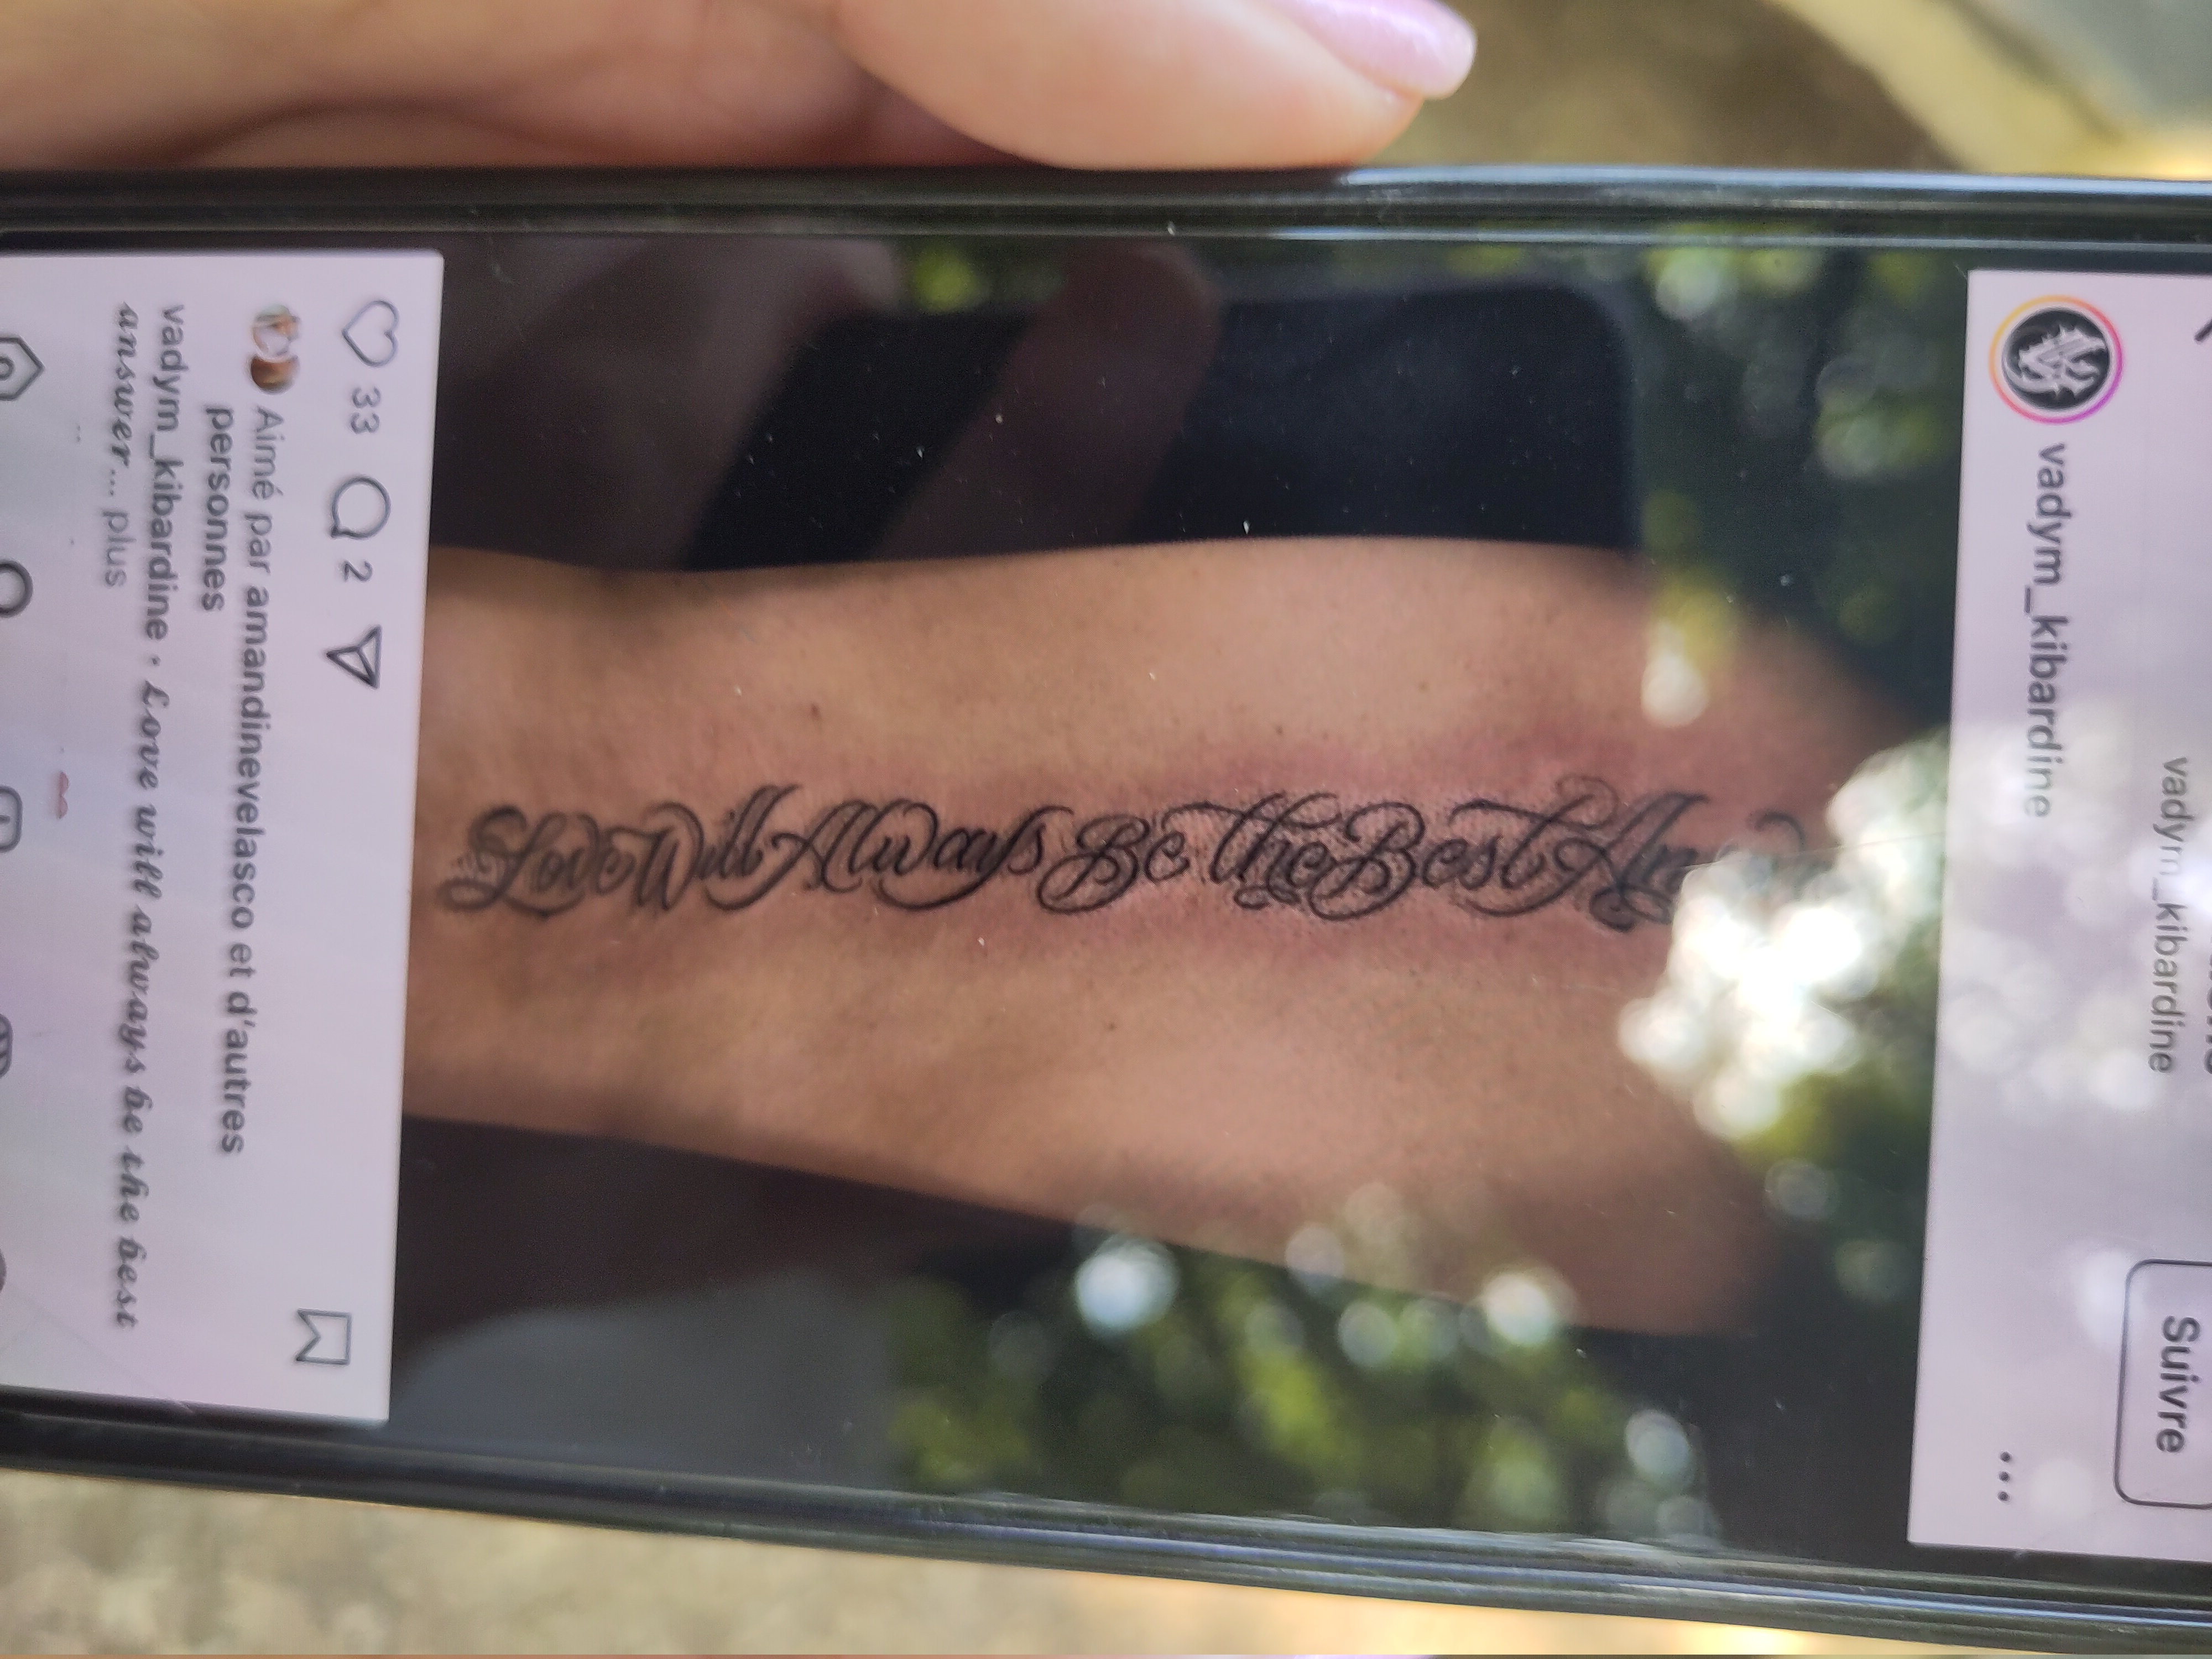 vadym_kibardine
Suivre
vadym_kibardine
Love Will Always Be the Best
33
2
Aimé par amandinevelasco et d'autres
personnes
vadym_kibardine • Love will always be the best
answer... plus